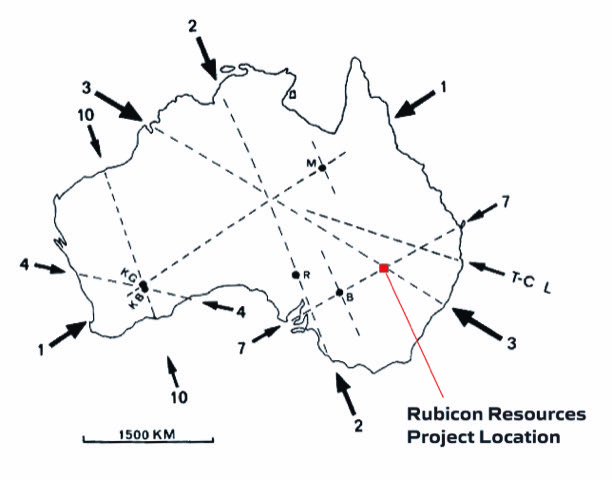 2
3
1
10
M
7
4
KG
KB
R
B
T-C L
4
1
7
3
10
2
Rubicon Resources
Project Location
1500 KM